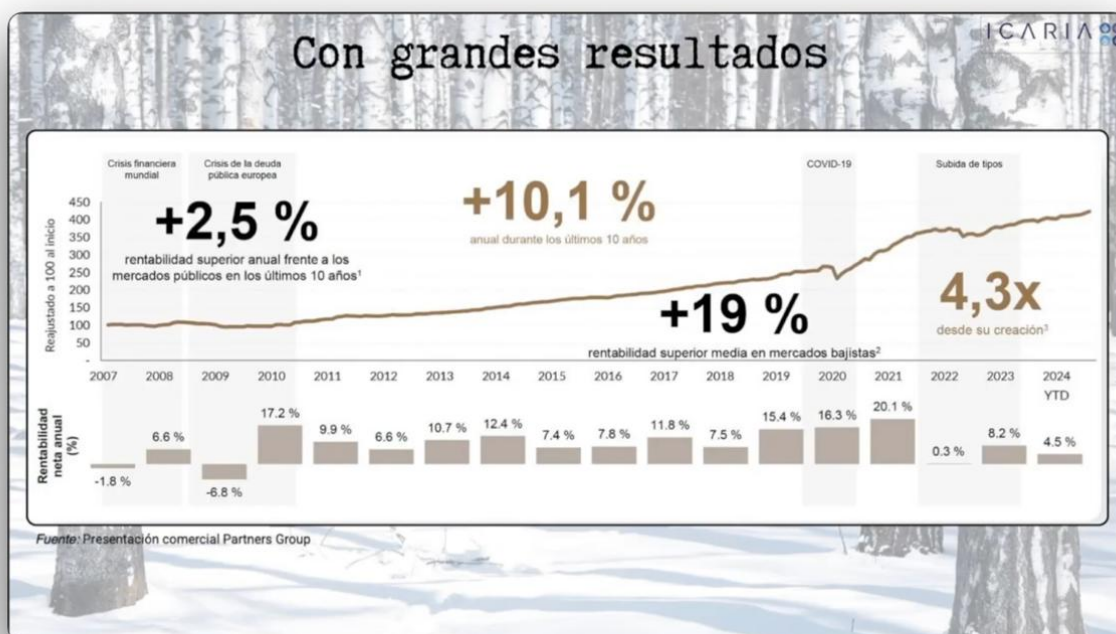 ICARIA
Con grandes resultados
Crisis financiera
mundial
Crisis de la deuda
pública europea
COVID-19
Subida de tipos
Reajustado a 100 al inicio
450
400
350
300
250
200
150
100
50
-
+2,5 %
rentabilidad superior anual frente a los
mercados públicos en los últimos 10 años¹
+10,1 %
anual durante los últimos 10 años
+19 %
rentabilidad superior media en mercados bajistas²
4,3x
desde su creación³
2007 2008 2009 2010 2011 2012 2013 2014 2015 2016 2017 2018 2019 2020 2021 2022 2023 2024
YTD
Rentabilidad
neta anual
(%)
-1.8 % 6.6 % -6.8 % 17.2 % 9.9 % 6.6 % 10.7 % 12.4 % 7.4 % 7.8 % 11.8 % 7.5 % 15.4 % 16.3 % 20.1 % 0.3 % 8.2 % 4.5 %
Fuente: Presentación comercial Partners Group